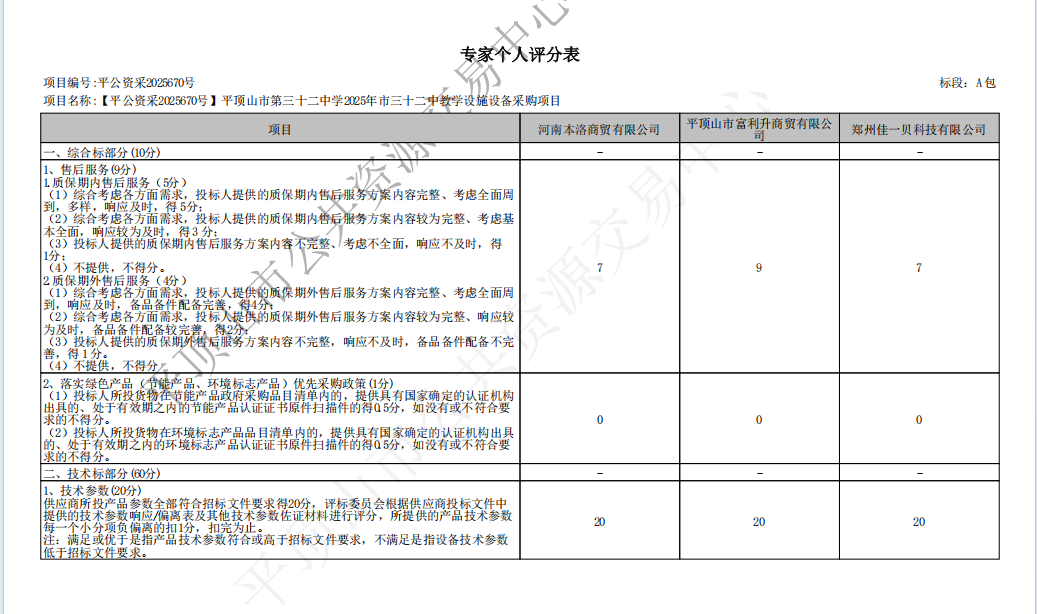 专家个人评分表
项目编号:平公资采2025670号
标段：A包
项目名称:【平公资采2025670号】平顶山市第三十二中学2025年市三十二中教学设施设备采购项目
项目
河南本洛商贸有限公司
平顶山市富利升商贸有限公
司
郑州佳一贝科技有限公司
一、综合标部分(10分)
-
-
-
1、售后服务(9分)
1.质保期内售后服务（5分）
（1）综合考虑各方面需求，投标人提供的质保期内售后服务方案内容完整、考虑全面周
到，多样，响应及时，得5分；
（2）综合考虑各方面需求，投标人提供的质保期内售后服务方案内容较为完整、考虑基
本全面，响应较为及时，得3 分；
（3）投标人提供的质保期内售后服务方案内容不完整、考虑不全面，响应不及时，得
1分；
（4）不提供，不得分。
2.质保期外售后服务（4分）
（1）综合考虑各方面需求，投标人提供的质保期外售后服务方案内容完整、考虑全面周
到，响应及时，备品备件配备完善，得4分；
（2）综合考虑各方面需求，投标人提供的质保期外售后服务方案内容较为完整、响应较
为及时，备品备件配备较完善，得2分；
（3）投标人提供的质保期外售后服务方案内容不完整，响应不及时，备品备件配备不完
善，得 1 分。
（4）不提供，不得分。
7
9
7
2、落实绿色产品（节能产品、环境标志产品）优先采购政策(1分)
（1）投标人所投货物在节能产品政府采购品目清单内的，提供具有国家确定的认证机构
出具的、处于有效期之内的节能产品认证证书原件扫描件的得0.5分，如没有或不符合要
求的不得分。
（2）投标人所投货物在环境标志产品品目清单内的，提供具有国家确定的认证机构出具
的、处于有效期之内的环境标志产品认证证书原件扫描件的得0.5分，如没有或不符合要
求的不得分。
0
0
0
二、技术标部分(60分)
-
-
-
1、技术参数(20分)
供应商所投产品参数全部符合招标文件要求得20分，评标委员会根据供应商投标文件中
提供的技术参数响应/偏离表及其他技术参数佐证材料进行评分，所提供的产品技术参数
每一个小分项负偏离的扣1分，扣完为止。
注：满足或优于是指产品技术参数符合或高于招标文件要求，不满足是指设备技术参数
低于招标文件要求。
20
20
20
平顶山市公共资源交易中心
平顶山市公共资源交易中心